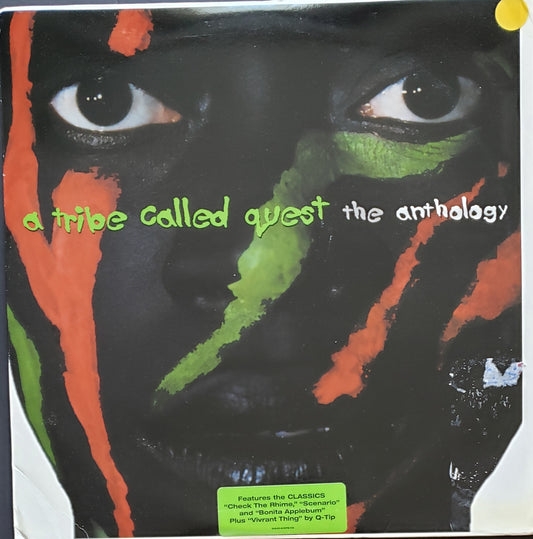 a tribe called quest the anthology
Features the CLASSICS
"Check The Rhime," "Scenario"
and "Bonita Applebum"
Plus "Vivrant Thing" by Q-Tip